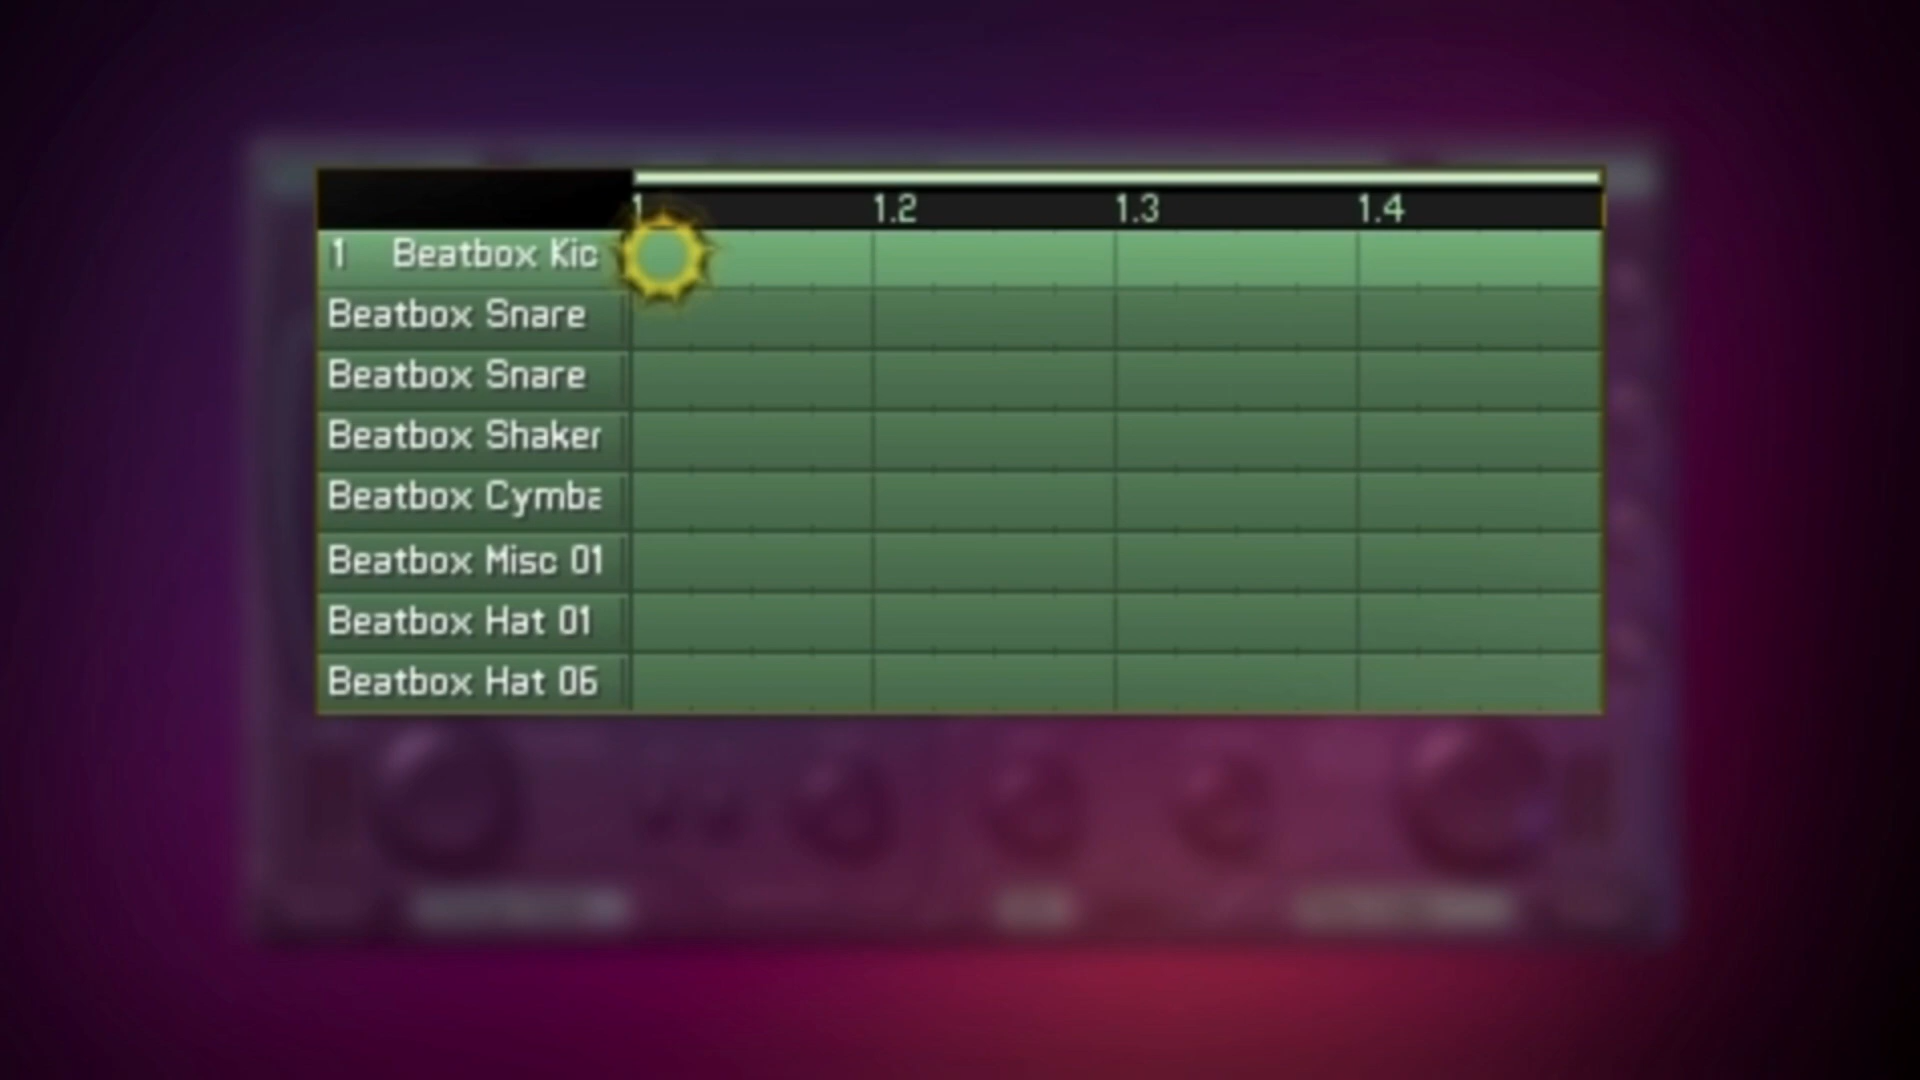 1 1.2 1.3 1.4
1 Beatbox Kic
Beatbox Snare
Beatbox Snare
Beatbox Shaker
Beatbox Cymba
Beatbox Misc 01
Beatbox Hat 01
Beatbox Hat 06